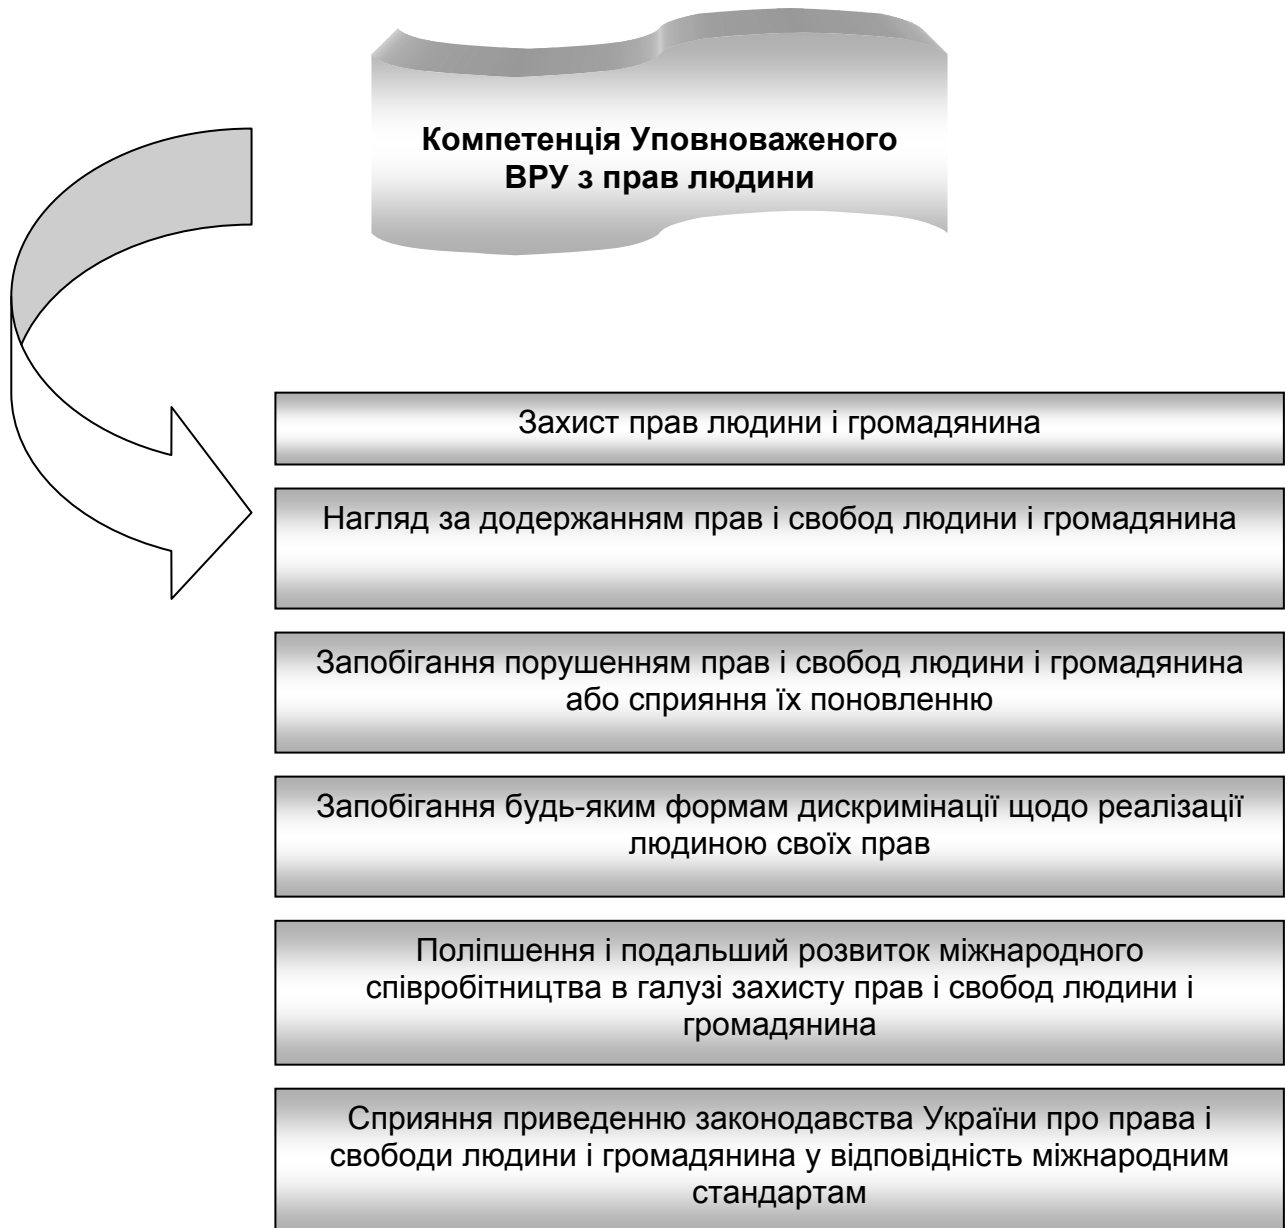 Компетенція Уповноваженого
ВРУ з прав людини
Захист прав людини і громадянина
Нагляд за додержанням прав і свобод людини і громадянина
Запобігання порушенням прав і свобод людини і громадянина
або сприяння їх поновленню
Запобігання будь-яким формам дискримінації щодо реалізації
людиною своїх прав
Поліпшення і подальший розвиток міжнародного
співробітництва в галузі захисту прав і свобод людини і
громадянина
Сприяння приведенню законодавства України про права і
свободи людини і громадянина у відповідність міжнародним
стандартам